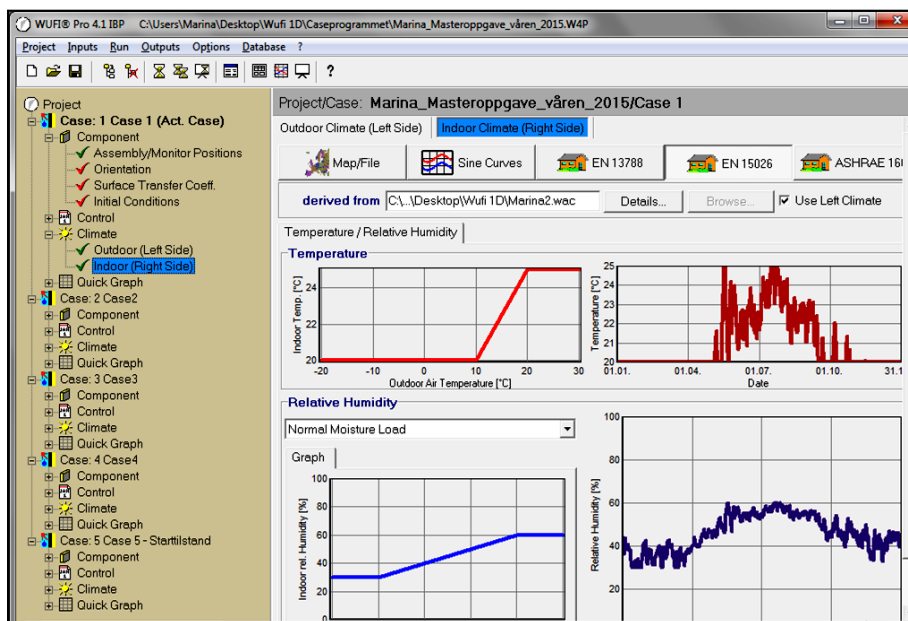 WUFI® Pro 4.1 IBP C:\Users\Marina\Desktop\Wufi 1D\Caseprogrammet\Marina_Masteroppgave_våren_2015.W4P
Project Inputs Run Outputs Options Database ?
Project
Case: 1 Case 1 (Act. Case)
Component
Assembly/Monitor Positions
Orientation
Surface Transfer Coeff.
Initial Conditions
Control
Climate
Outdoor (Left Side)
Indoor (Right Side)
Quick Graph
Case: 2 Case2
Component
Control
Climate
Quick Graph
Case: 3 Case3
Component
Control
Climate
Quick Graph
Case: 4 Case4
Component
Control
Climate
Quick Graph
Case: 5 Case 5 - Starttilstand
Component
Control
Climate
Quick Graph
Project/Case: Marina_Masteroppgave_våren_2015/Case 1
Outdoor Climate (Left Side) Indoor Climate (Right Side)
Map/File Sine Curves EN 13788 EN 15026 ASHRAE 16
derived from C:\...\Desktop\Wufi 1D\Marina2.wac Details... Browse... Use Left Climate
Temperature / Relative Humidity
Temperature
Indoor Temp. [°C]
24
22
20
-20 -10 0 10 20 30
Outdoor Air Temperature [°C]
Temperature [°C]
25
24
23
22
21
20
01.01. 01.04. 01.07. 01.10. 31.1
Date
Relative Humidity
Normal Moisture Load
Graph
Indoor rel. Humidity [%]
100
80
60
40
20
0
Relative Humidity [%]
100
80
60
40
20